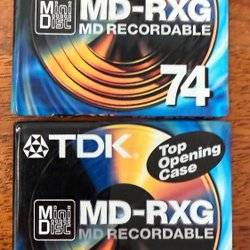 Mini Disc MD-RXG
MD RECORDABLE
74
TDK
Top Opening Case
Mini Disc MD-RXG
MD RECORDABLE